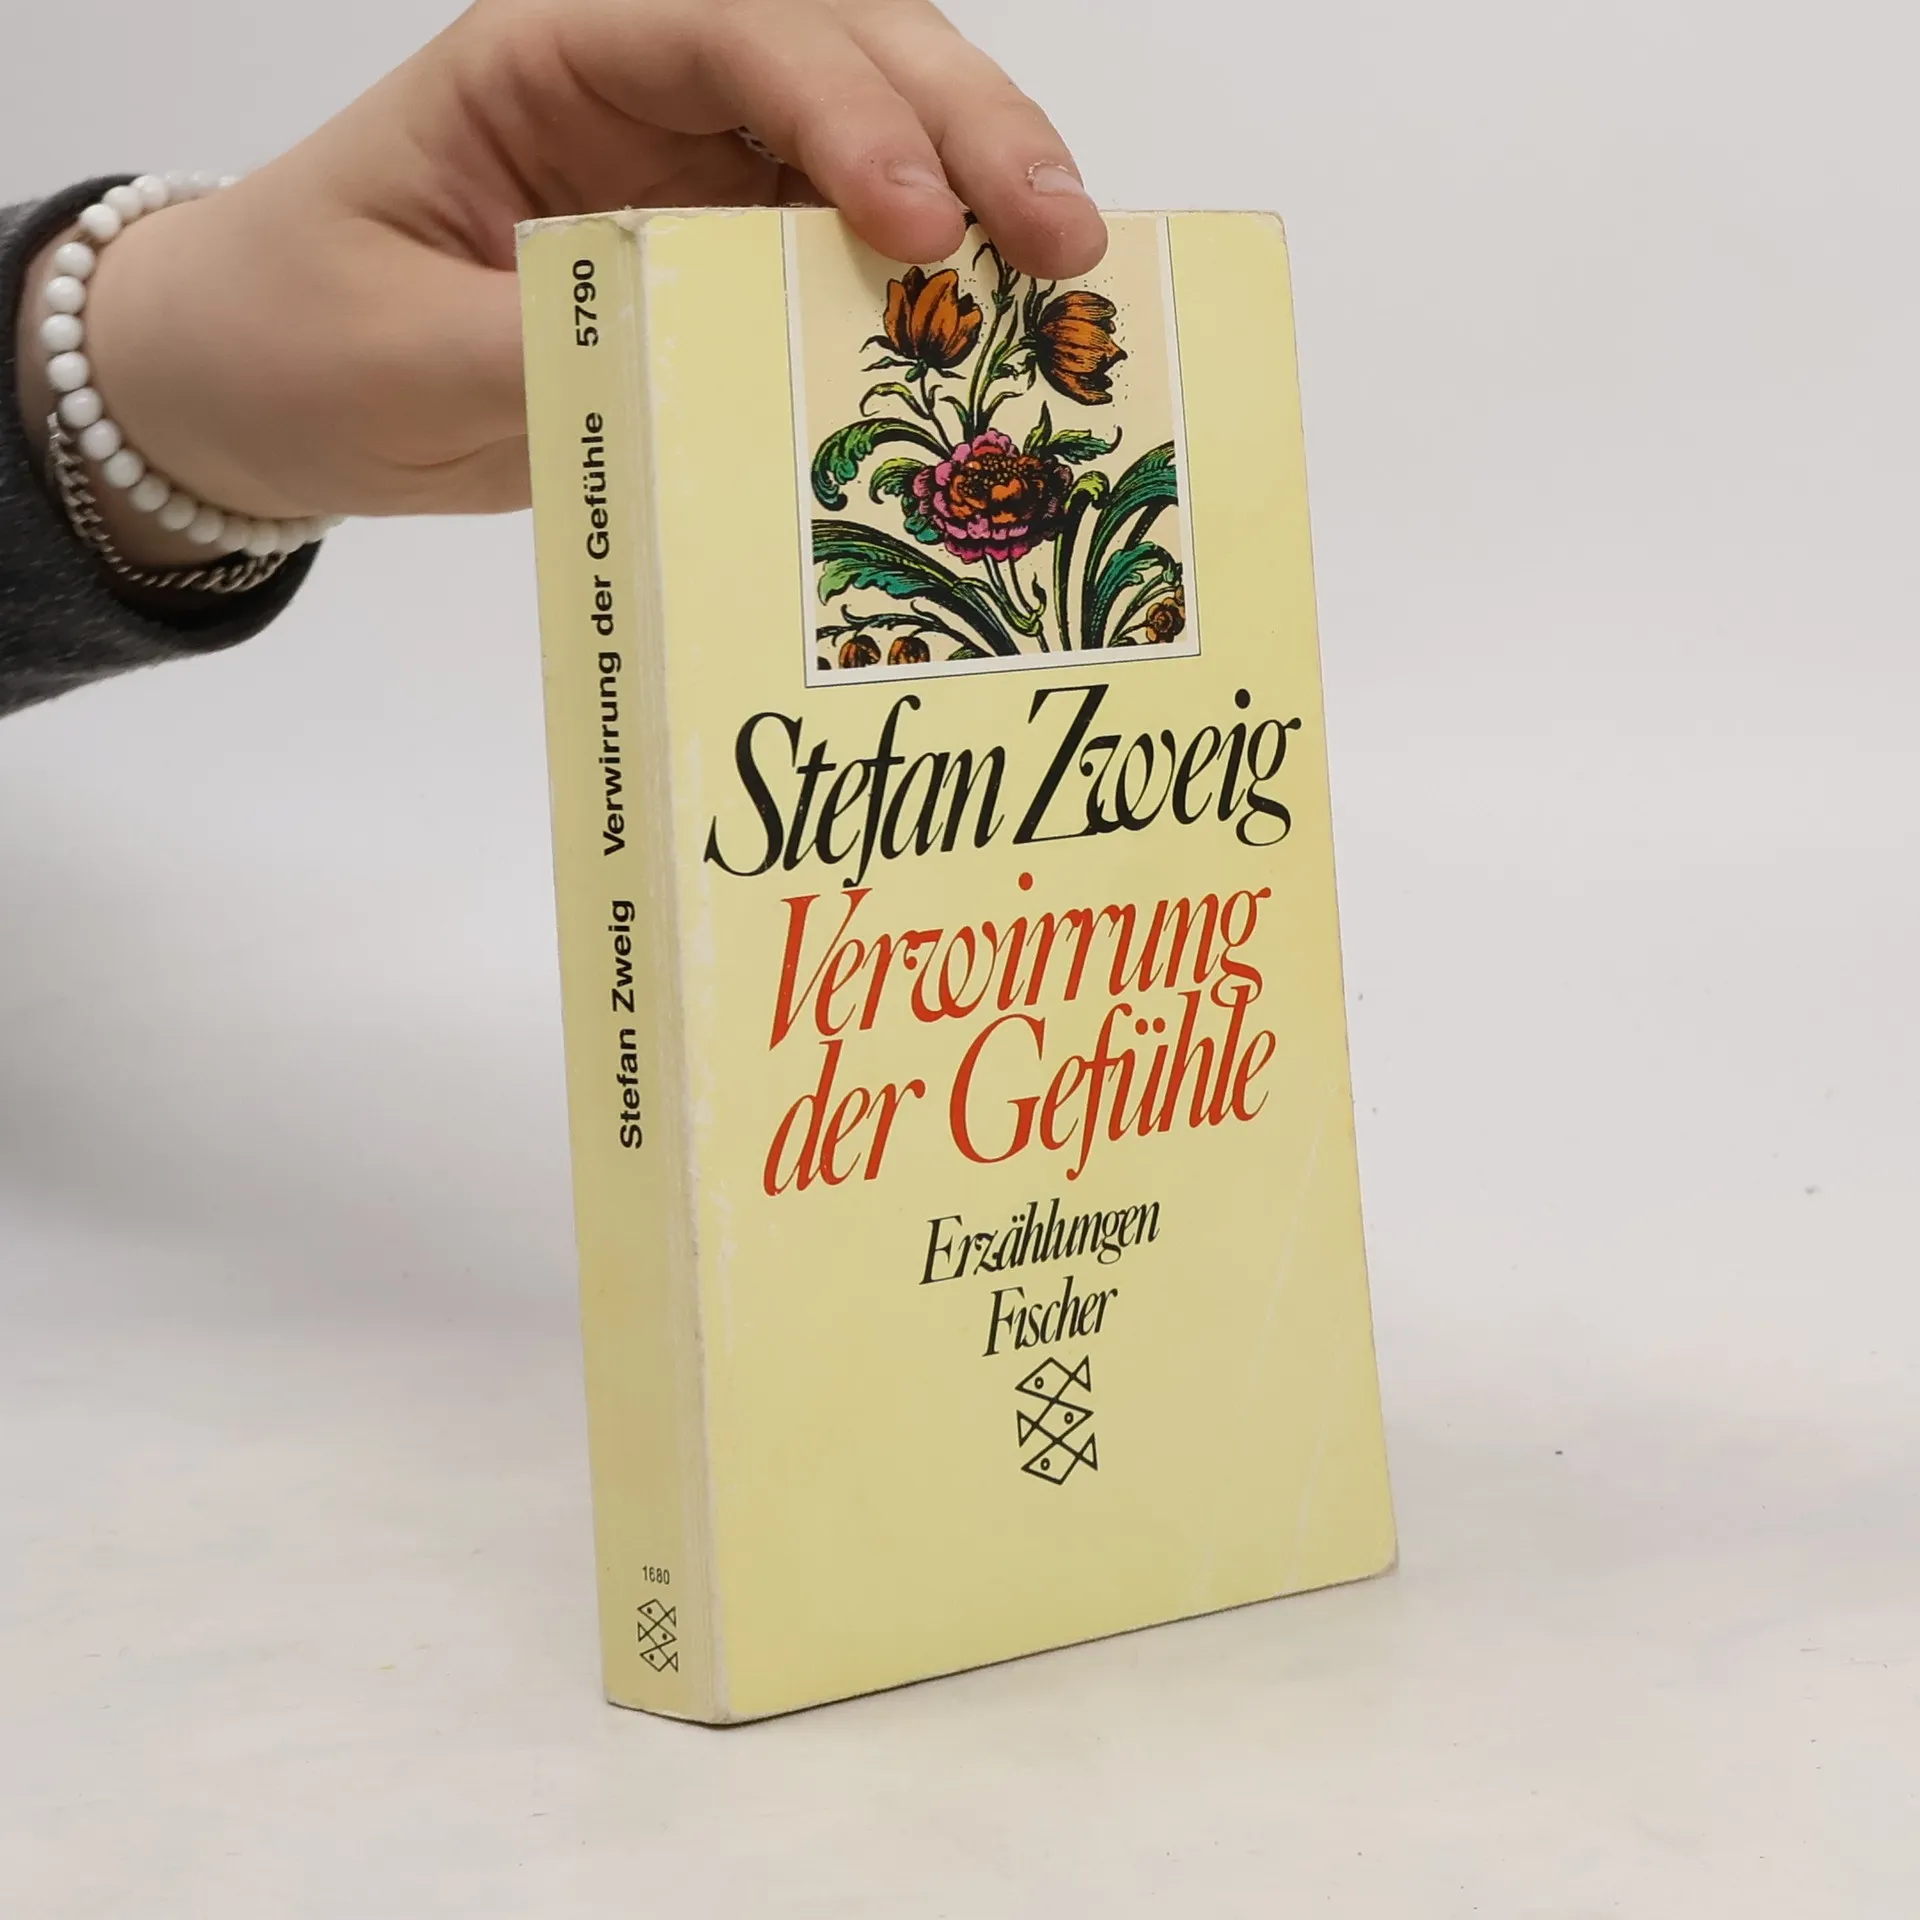 Stefan Zweig
Verwirrung
der Gefühle
Erzählungen
Fischer
Stefan Zweig Verwirrung der Gefühle 5790
1680